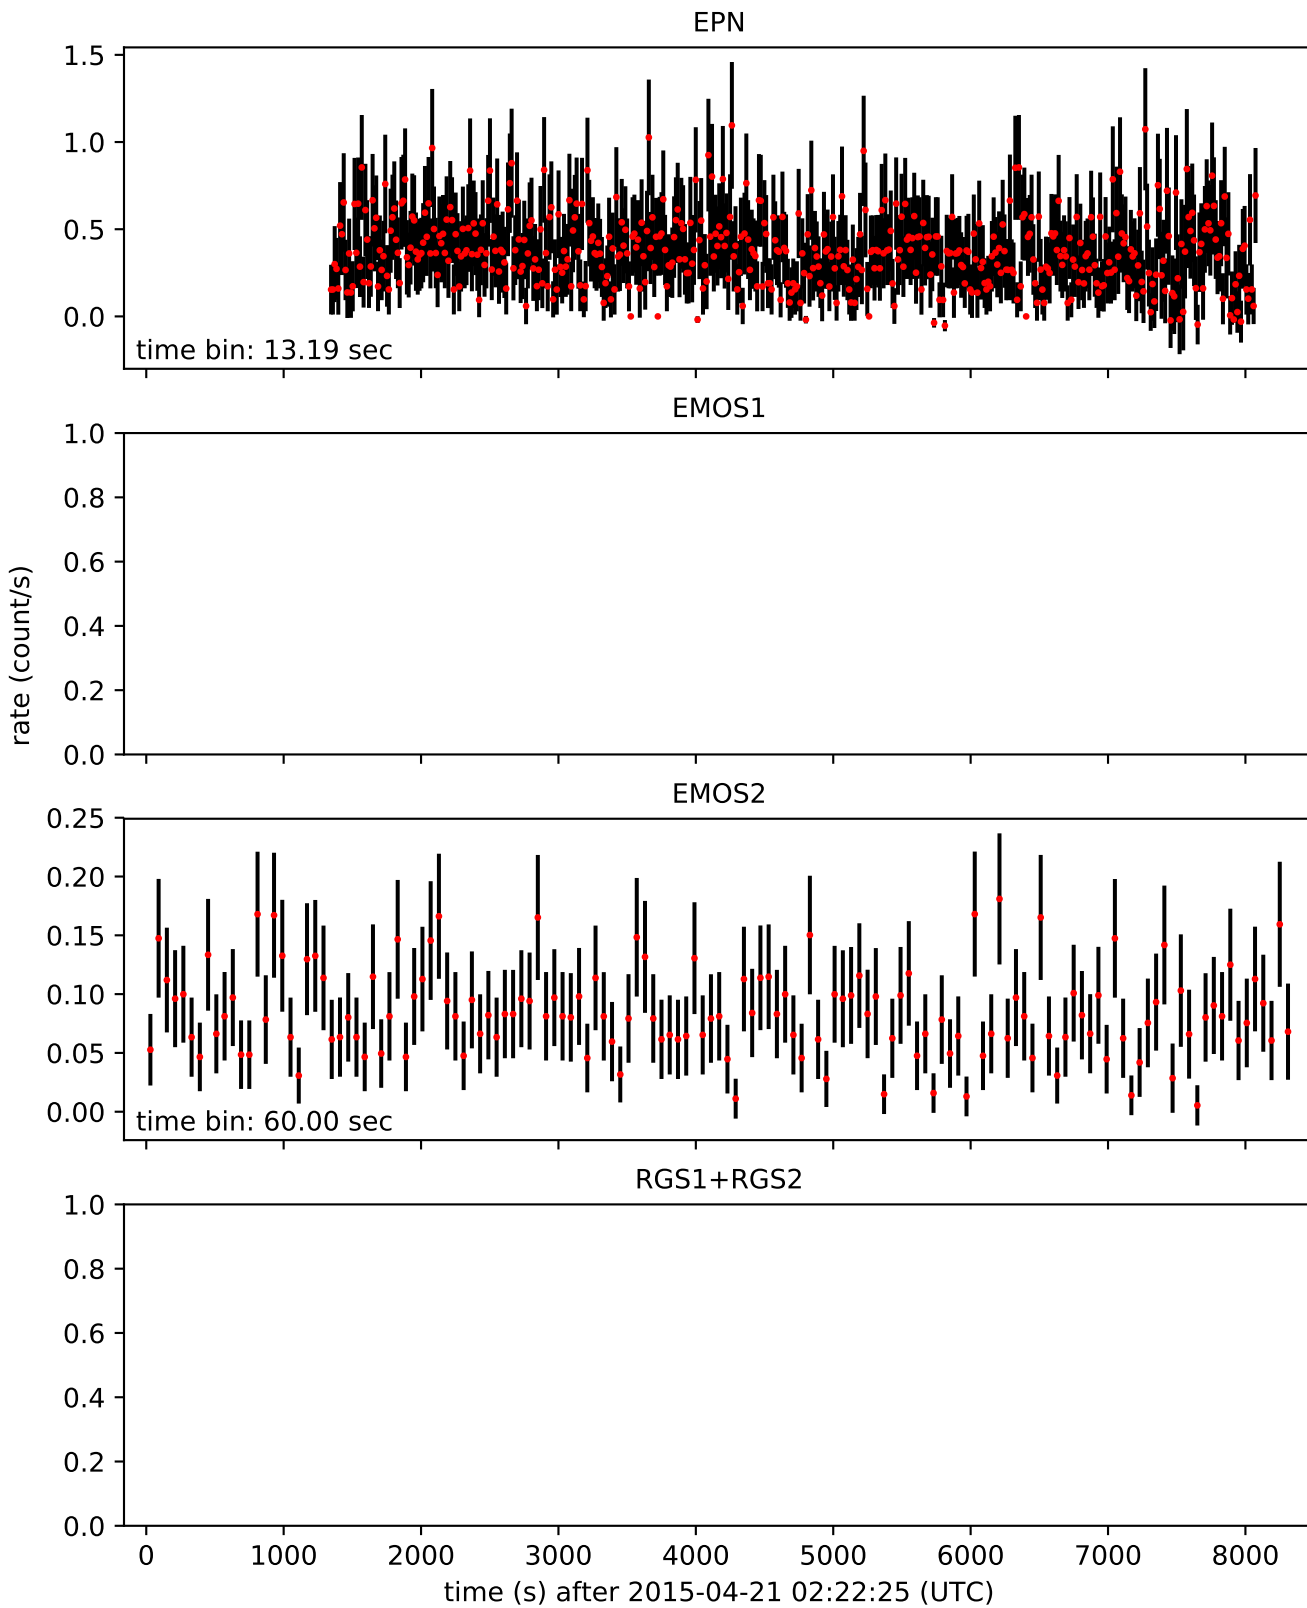 EPN
1.5
1.0
0.5
0.0
time bin: 13.19 sec
EMOS1
1.0
0.8
0.6
0.4
0.2
0.0
rate (count/s)
EMOS2
0.25
0.20
0.15
0.10
0.05
0.00
time bin: 60.00 sec
RGS1+RGS2
1.0
0.8
0.6
0.4
0.2
0.0
0 1000 2000 3000 4000 5000 6000 7000 8000
time (s) after 2015-04-21 02:22:25 (UTC)